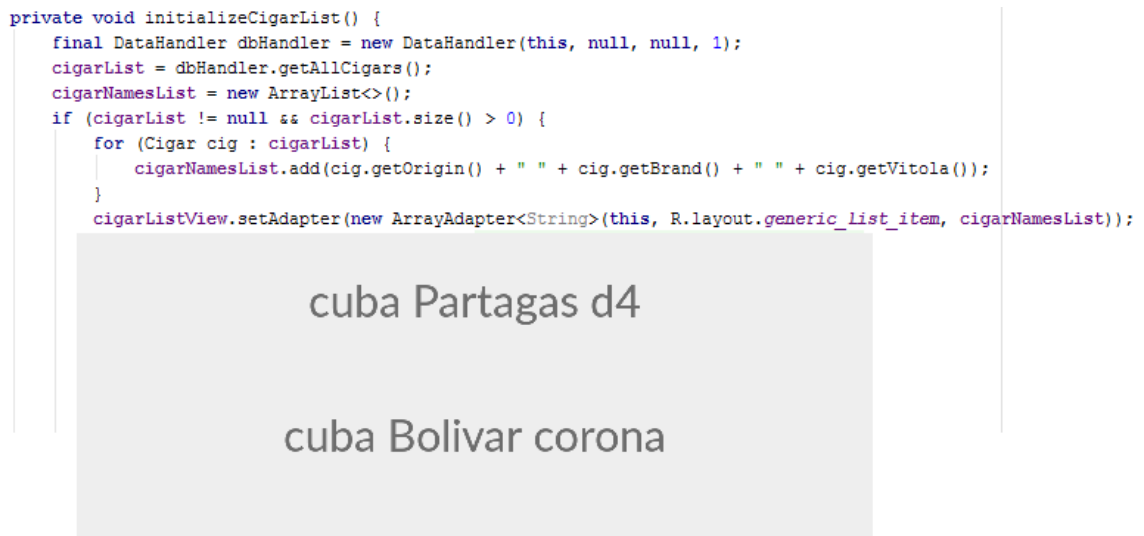 private void initializeCigarList() {
    final DataHandler dbHandler = new DataHandler(this, null, null, 1);
    cigarList = dbHandler.getAllCigars();
    cigarNamesList = new ArrayList<>();
    if (cigarList != null && cigarList.size() > 0) {
        for (Cigar cig : cigarList) {
            cigarNamesList.add(cig.getOrigin() + " " + cig.getBrand() + " " + cig.getVitola());
        }
        cigarListView.setAdapter(new ArrayAdapter<String>(this, R.layout.generic_list_item, cigarNamesList));
cuba Partagas d4
cuba Bolivar corona